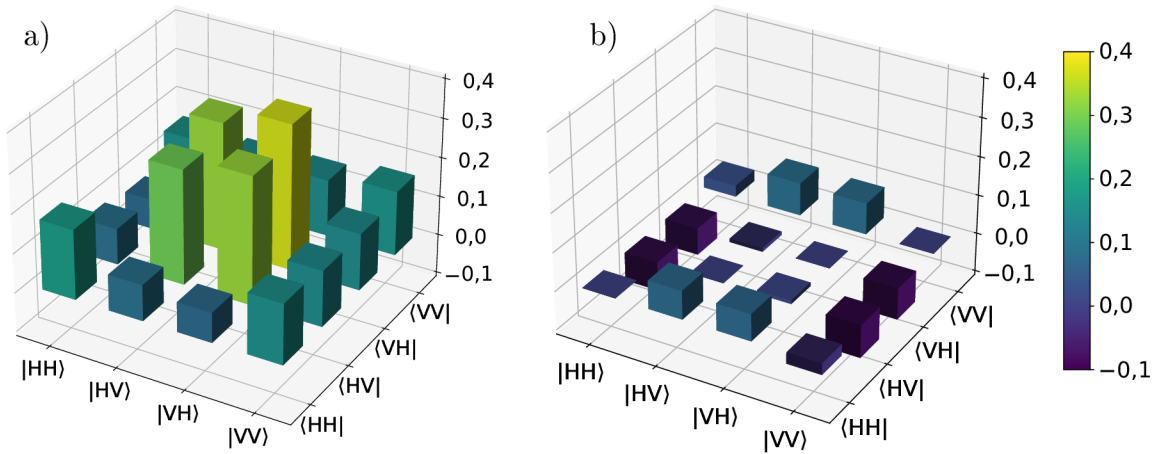 a)
0,4
0,3
0,2
0,1
0,0
−0,1
|HH⟩
|HV⟩
|VH⟩
|VV⟩
⟨HH|
⟨HV|
⟨VH|
⟨VV|
b)
0,4
0,3
0,2
0,1
0,0
−0,1
|HH⟩
|HV⟩
|VH⟩
|VV⟩
⟨HH|
⟨HV|
⟨VH|
⟨VV|
0,4
0,3
0,2
0,1
0,0
−0,1